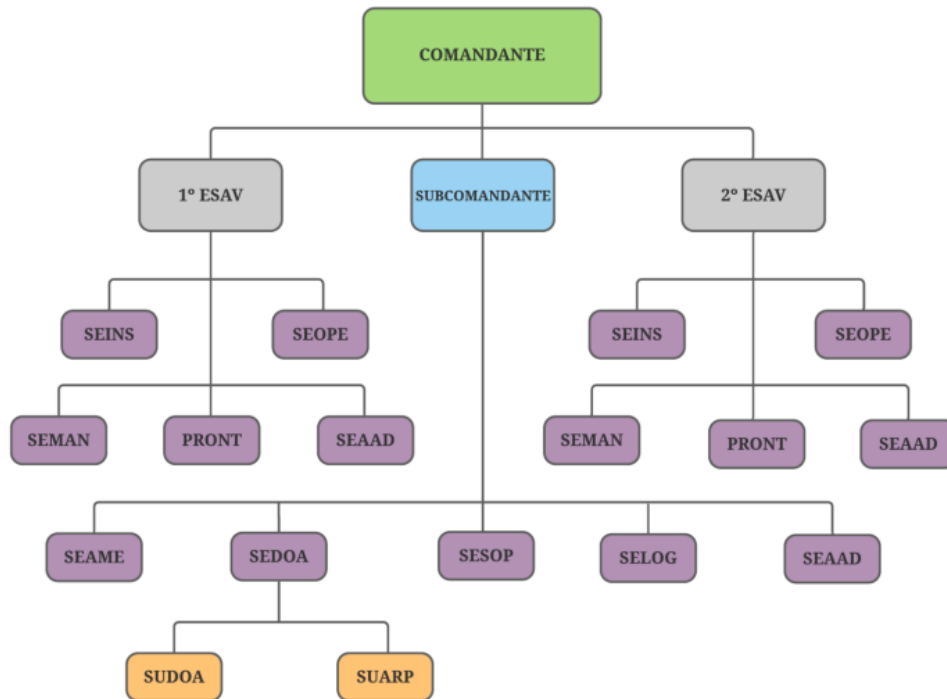 COMANDANTE
1º ESAV
SUBCOMANDANTE
2º ESAV
SEINS
SEOPE
SEINS
SEOPE
SEMAN
PRONT
SEAAD
SEMAN
PRONT
SEAAD
SEAME
SEDOA
SESOP
SELOG
SEAAD
SUDOA
SUARP